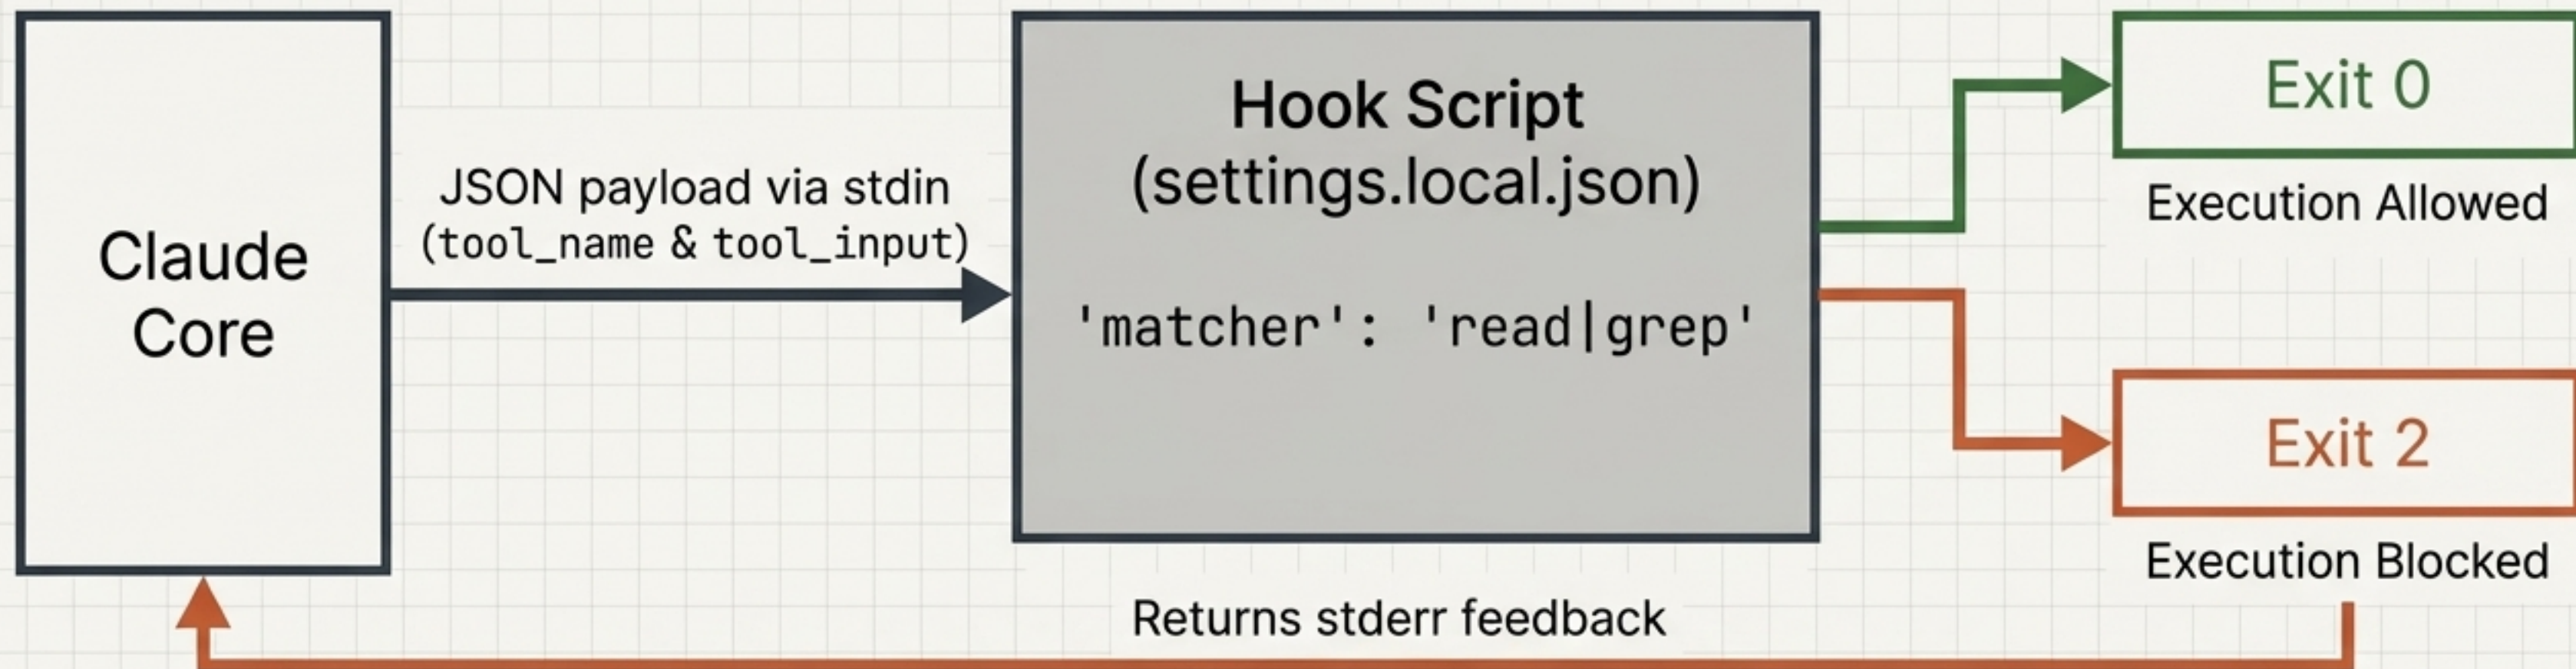 Claude
Core
JSON payload via stdin
(tool_name & tool_input)
Hook Script
(settings.local.json)
'matcher': 'read|grep'
Exit 0
Execution Allowed
Exit 2
Execution Blocked
Returns stderr feedback